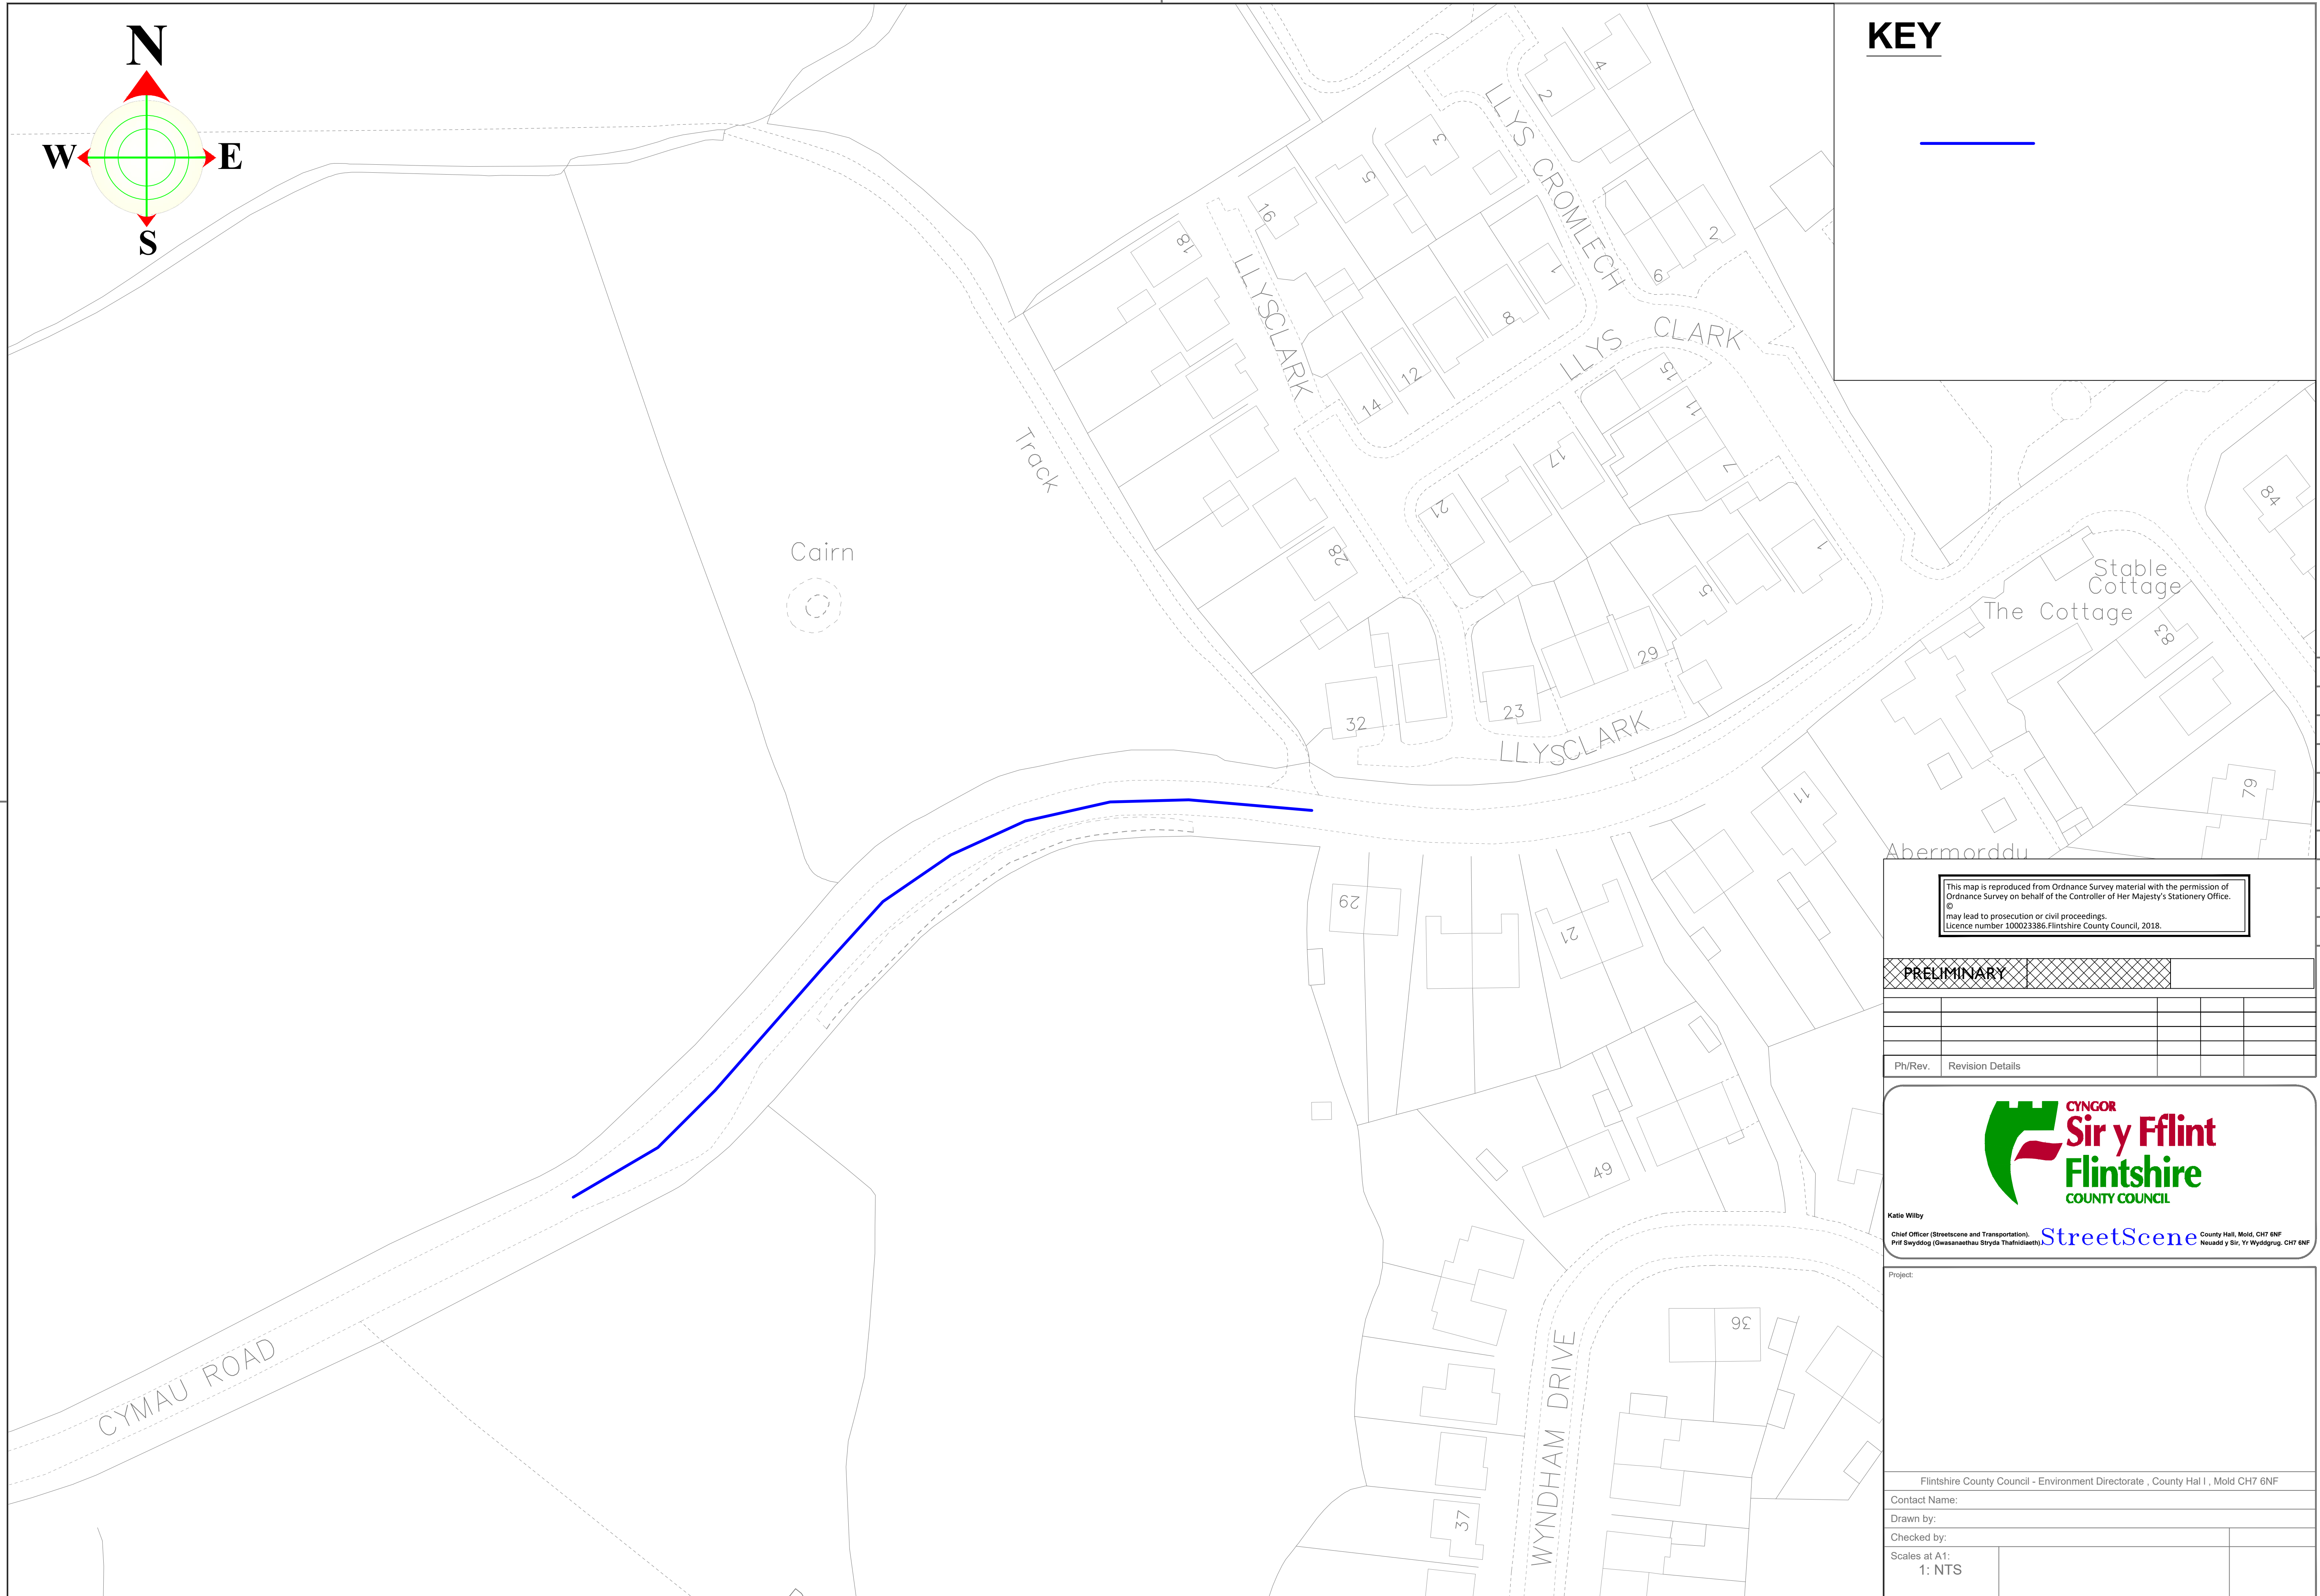 N
W
E
S
KEY
LLYS CROMLECH
2
4
3
5
16
18
1
8
2
6
LLYSCLARK
LLYS CLARK
12
14
15
11
17
7
21
1
5
28
29
23
32
LLYSCLARK
Track
Cairn
84
Stable
Cottage
The Cottage
83
79
11
Abermorddu
29
21
49
36
37
WYNDHAM DRIVE
CYMAU ROAD
This map is reproduced from Ordnance Survey material with the permission of
Ordnance Survey on behalf of the Controller of Her Majesty's Stationery Office.
©
may lead to prosecution or civil proceedings.
Licence number 100023386.Flintshire County Council, 2018.
PRELIMINARY
Ph/Rev. Revision Details
CYNGOR
Sir y Fflint
Flintshire
COUNTY COUNCIL
Katie Wilby
Chief Officer (Streetscene and Transportation).
Prif Swyddog (Gwasanaethau Stryda Thafnidiaeth).
StreetScene
County Hall, Mold, CH7 6NF
Neuadd y Sir, Yr Wyddgrug. CH7 6NF
Project:
Flintshire County Council - Environment Directorate , County Hal l , Mold CH7 6NF
Contact Name:
Drawn by:
Checked by:
Scales at A1:
1: NTS